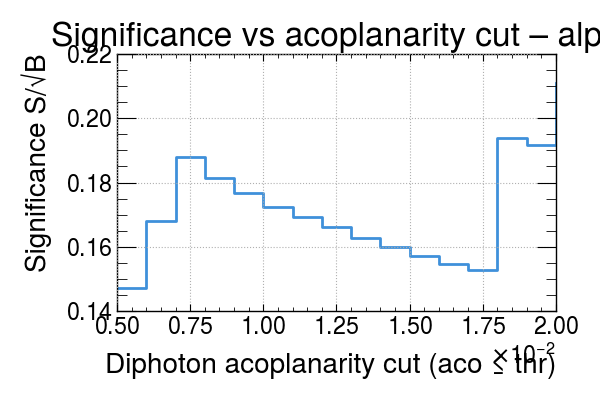 Significance vs acoplanarity cut – alp
Significance S/√B
0.22
0.20
0.18
0.16
0.14
0.50 0.75 1.00 1.25 1.50 1.75 2.00
×10⁻²
Diphoton acoplanarity cut (aco ≤ thr)